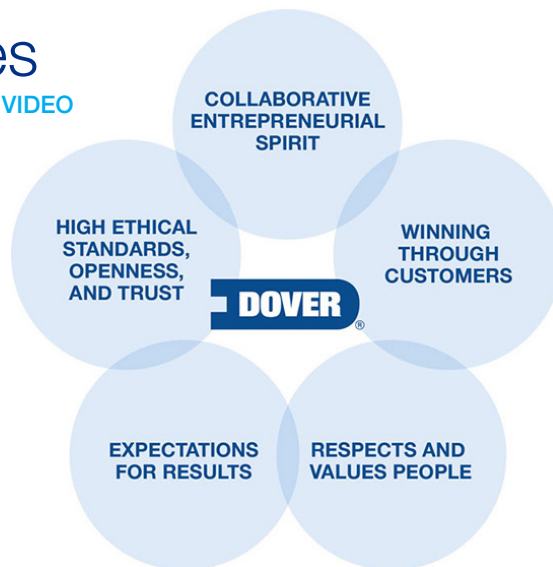 es
VIDEO
COLLABORATIVE
ENTREPRENEURIAL
SPIRIT
HIGH ETHICAL
STANDARDS,
OPENNESS,
AND TRUST
WINNING
THROUGH
CUSTOMERS
DOVER®
EXPECTATIONS
FOR RESULTS
RESPECTS AND
VALUES PEOPLE